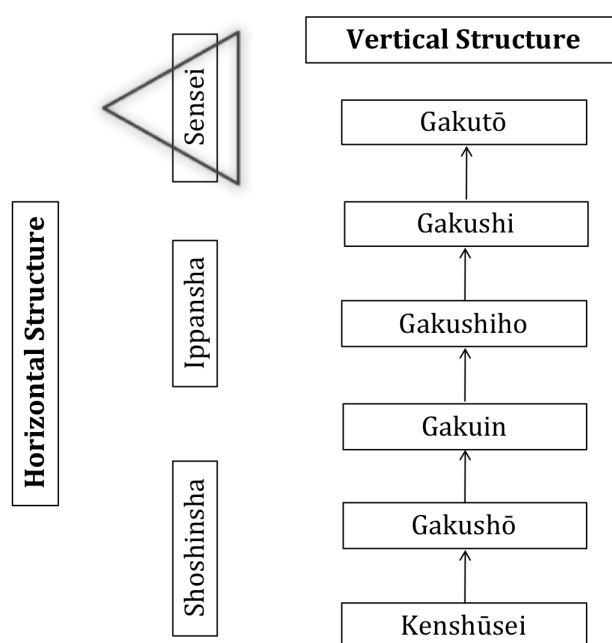 Vertical Structure
Gakutō
Gakushi
Gakushiho
Gakuin
Gakushō
Kenshūsei
Horizontal Structure
Sensei
Ippansha
Shoshinsha